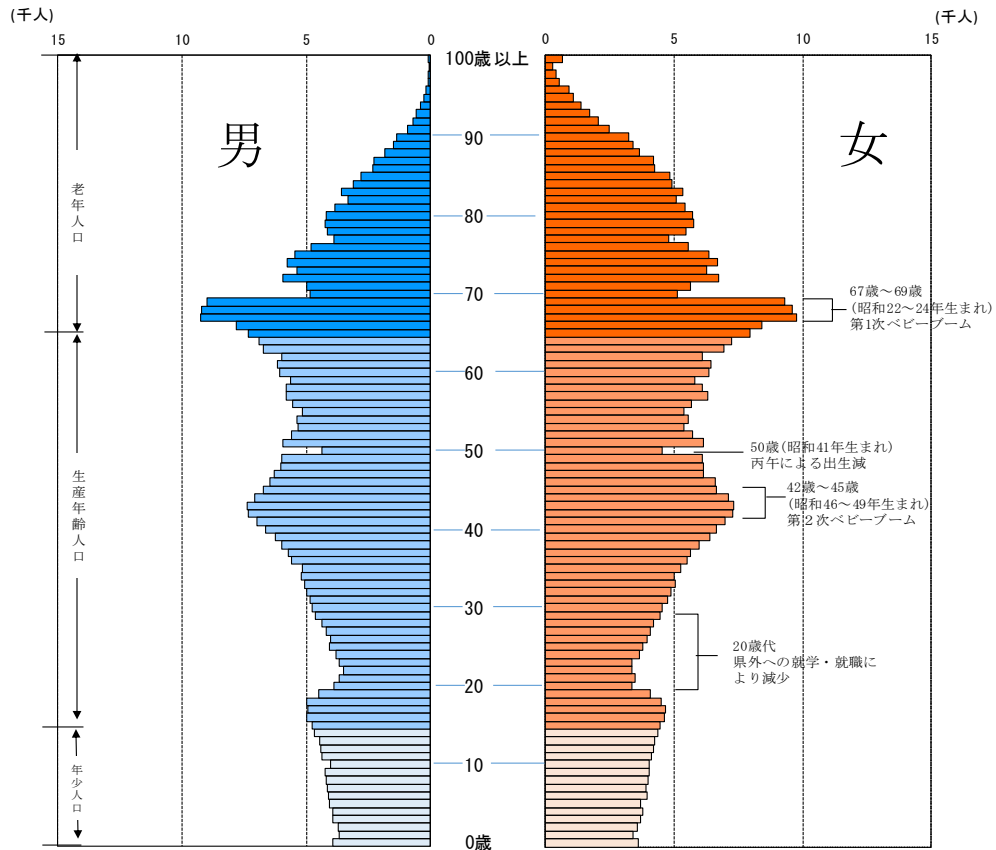 (千人)
(千人)
15
10
5
0
100歳以上
0
5
10
15
男
女
90
老年人口
80
70
67歳～69歳
(昭和22～24年生まれ)
第1次ベビーブーム
60
50
50歳(昭和41年生まれ)
丙午による出生減
生産年齢人口
42歳～45歳
(昭和46～49年生まれ)
第2次ベビーブーム
40
30
20歳代
県外への就学・就職に
より減少
20
10
年少人口
0歳